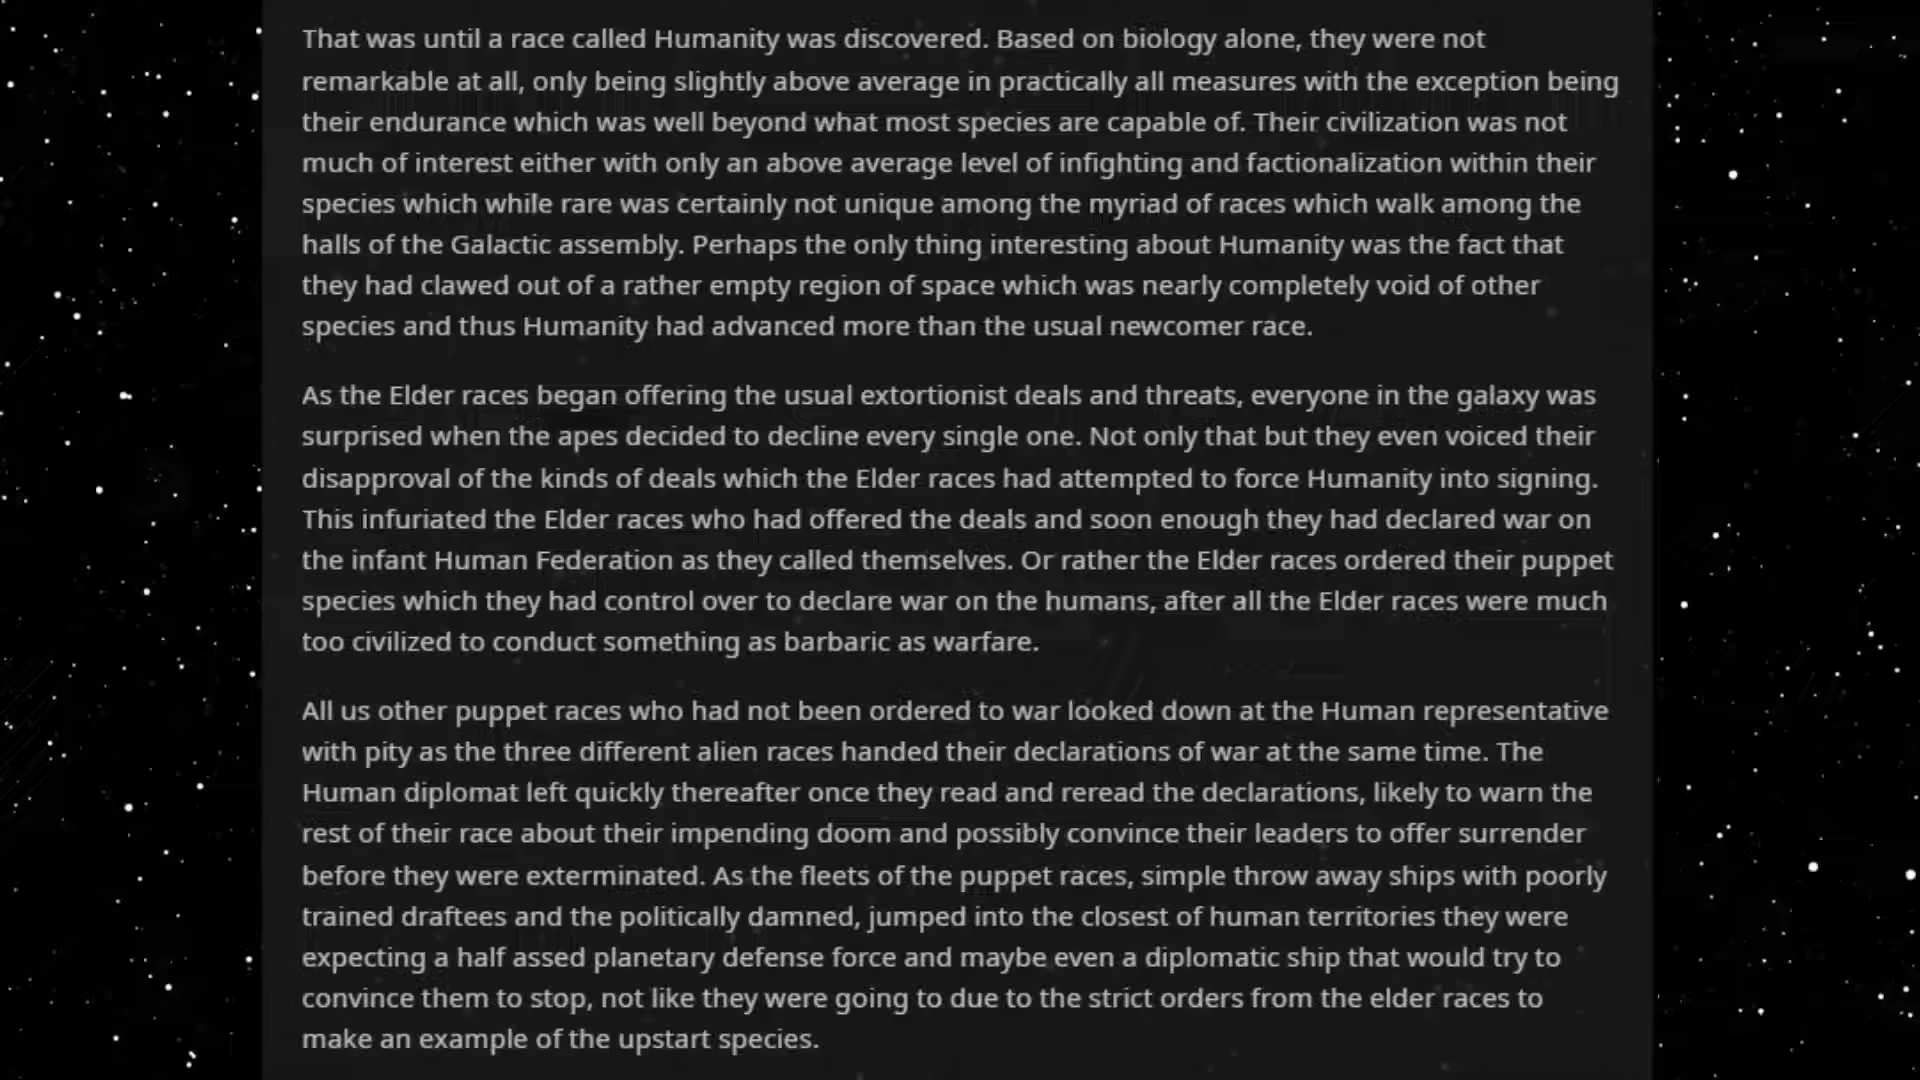 That was until a race called Humanity was discovered. Based on biology alone, they were not
remarkable at all, only being slightly above average in practically all measures with the exception being
their endurance which was well beyond what most species are capable of. Their civilization was not
much of interest either with only an above average level of infighting and factionalization within their
species which while rare was certainly not unique among the myriad of races which walk among the
halls of the Galactic assembly. Perhaps the only thing interesting about Humanity was the fact that
they had clawed out of a rather empty region of space which was nearly completely void of other
species and thus Humanity had advanced more than the usual newcomer race.
As the Elder races began offering the usual extortionist deals and threats, everyone in the galaxy was
surprised when the apes decided to decline every single one. Not only that but they even voiced their
disapproval of the kinds of deals which the Elder races had attempted to force Humanity into signing.
This infuriated the Elder races who had offered the deals and soon enough they had declared war on
the infant Human Federation as they called themselves. Or rather the Elder races ordered their puppet
species which they had control over to declare war on the humans, after all the Elder races were much
too civilized to conduct something as barbaric as warfare.
All us other puppet races who had not been ordered to war looked down at the Human representative
with pity as the three different alien races handed their declarations of war at the same time. The
Human diplomat left quickly thereafter once they read and reread the declarations, likely to warn the
rest of their race about their impending doom and possibly convince their leaders to offer surrender
before they were exterminated. As the fleets of the puppet races, simple throw away ships with poorly
trained draftees and the politically damned, jumped into the closest of human territories they were
expecting a half assed planetary defense force and maybe even a diplomatic ship that would try to
convince them to stop, not like they were going to due to the strict orders from the elder races to
make an example of the upstart species.